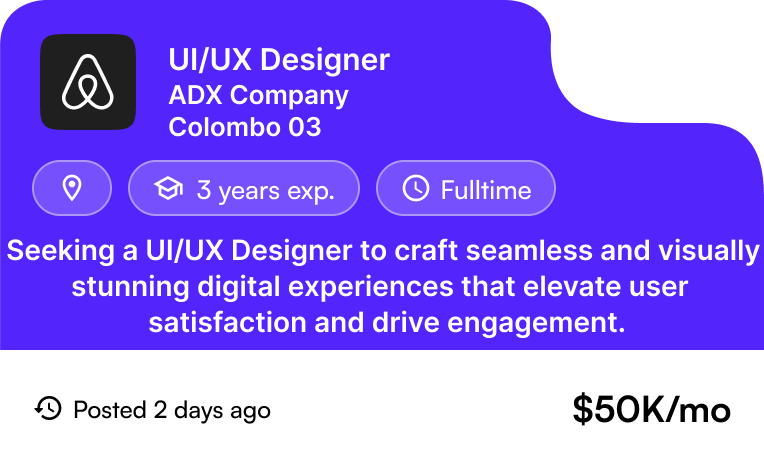 UI/UX Designer
ADX Company
Colombo 03
3 years exp.
Fulltime
Seeking a UI/UX Designer to craft seamless and visually
stunning digital experiences that elevate user
satisfaction and drive engagement.
Posted 2 days ago
$50K/mo